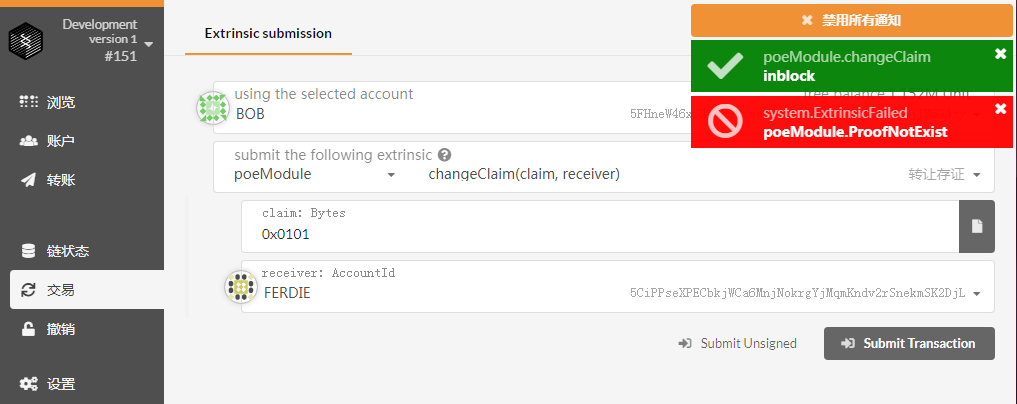 Development
version 1
#151
浏览
账户
转账
链状态
交易
撤销
设置
Extrinsic submission
禁用所有通知
poeModule.changeClaim
inblock
system.ExtrinsicFailed
poeModule.ProofNotExist
using the selected account
BOB
5FHneW46x
submit the following extrinsic
poeModule
changeClaim(claim, receiver)
转让存证
claim: Bytes
0x0101
receiver: AccountId
FERDIE
5CiPPseXPECbkjWCa6MnjNokrgYjMqmKndv2rSnekmSK2DjL
Submit Unsigned
Submit Transaction